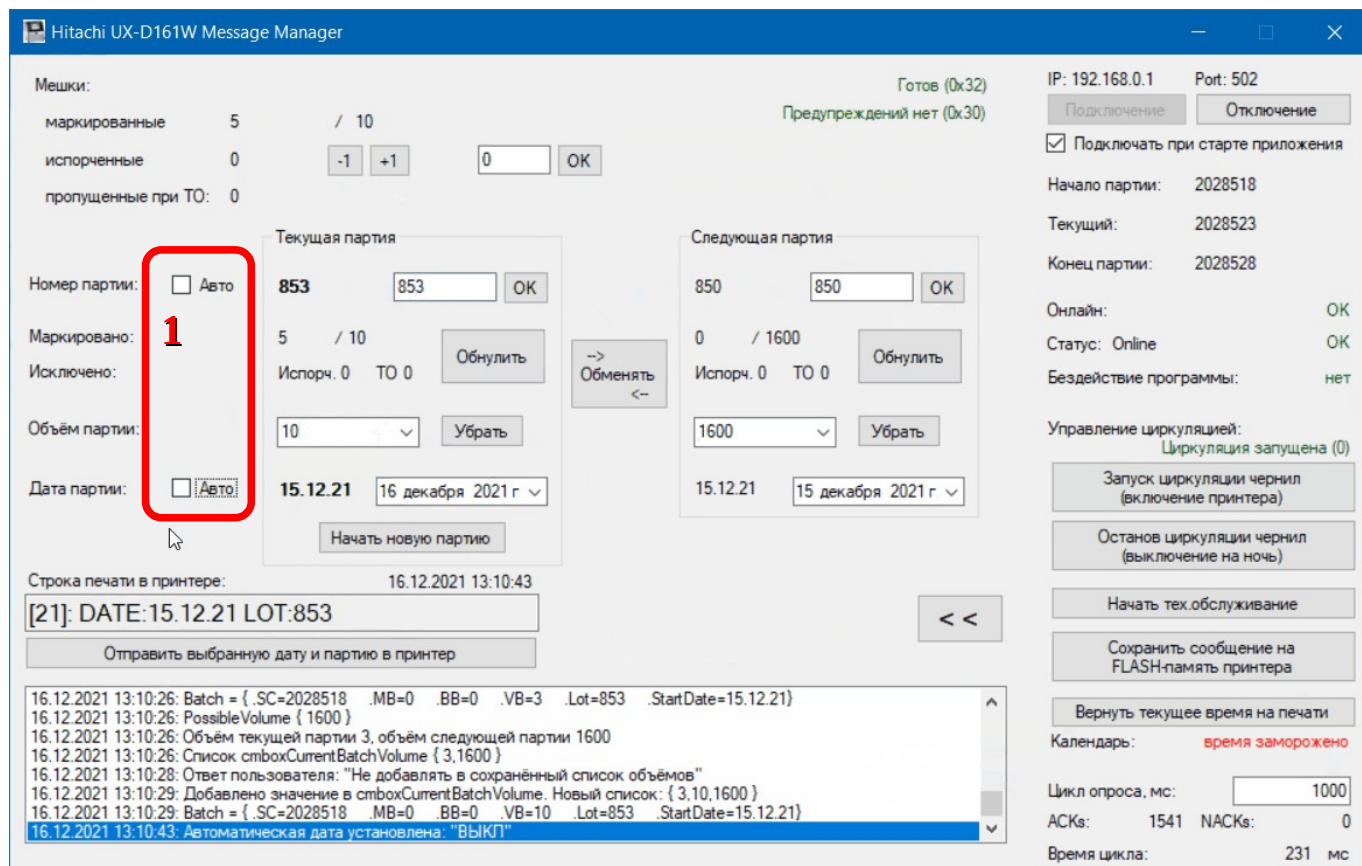 Hitachi UX-D161W Message Manager
Мешки:
маркированные 5 / 10
испорченные 0 -1 +1 0 OK
пропущенные при ТО: 0
Готов (0x32)
Предупреждений нет (0x30)
Номер партии: Авто
1
Маркировано:
Исключено:
Объём партии:
Дата партии: Авто
Текущая партия
853 853 OK
5 / 10 Обнулить
Испорч. 0 ТО 0
10 Убрать
15.12.21 16 декабря 2021 г
Начать новую партию
-->
Обменять
<--
Следующая партия
850 850 OK
0 / 1600 Обнулить
Испорч. 0 ТО 0
1600 Убрать
15.12.21 15 декабря 2021 г
Строка печати в принтере: 16.12.2021 13:10:43
[21]: DATE:15.12.21 LOT:853
Отправить выбранную дату и партию в принтер
< <
16.12.2021 13:10:26: Batch = { .SC=2028518 .MB=0 .BB=0 .VB=3 .Lot=853 .StartDate=15.12.21}
16.12.2021 13:10:26: PossibleVolume { 1600 }
16.12.2021 13:10:26: Объём текущей партии 3, объём следующей партии 1600
16.12.2021 13:10:26: Список cmboxCurrentBatchVolume { 3,1600 }
16.12.2021 13:10:28: Ответ пользователя: "Не добавлять в сохранённый список объёмов"
16.12.2021 13:10:29: Добавлено значение в cmboxCurrentBatchVolume. Новый список: { 3,10,1600 }
16.12.2021 13:10:29: Batch = { .SC=2028518 .MB=0 .BB=0 .VB=10 .Lot=853 .StartDate=15.12.21}
16.12.2021 13:10:43: Автоматическая дата установлена: "ВЫКЛ"
IP: 192.168.0.1 Port: 502
Подключение Отключение
Подключать при старте приложения
Начало партии: 2028518
Текущий: 2028523
Конец партии: 2028528
Онлайн: OK
Статус: Online OK
Бездействие программы: нет
Управление циркуляцией:
Циркуляция запущена (0)
Запуск циркуляции чернил
(включение принтера)
Останов циркуляции чернил
(выключение на ночь)
Начать тех.обслуживание
Сохранить сообщение на
FLASH-память принтера
Вернуть текущее время на печати
Календарь: время заморожено
Цикл опроса, мс: 1000
ACKs: 1541 NACKs: 0
Время цикла: 231 мс